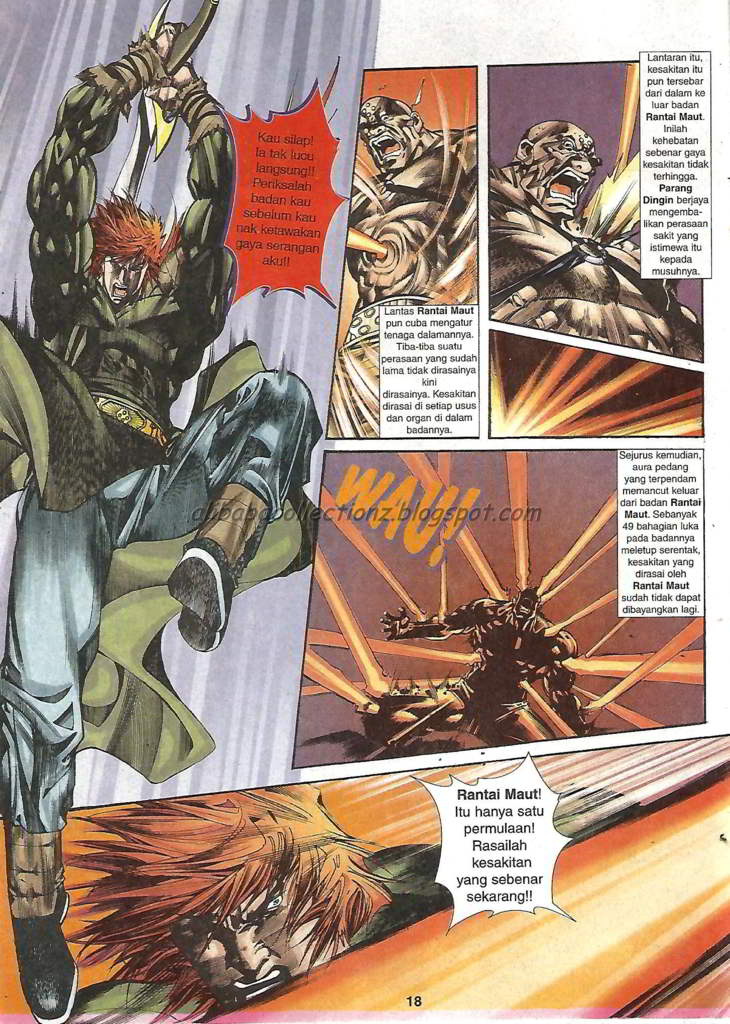 Kau silap!
Ia tak lucu
langsung!!
Periksalah
badan kau
sebelum kau
nak ketawakan
gaya serangan
aku!!
Lantas Rantai Maut
pun cuba mengatur
tenaga dalamannya.
Tiba-tiba suatu
perasaan yang sudah
lama tidak dirasainya
kini
dirasainya. Kesakitan
dirasai di setiap usus
dan organ di dalam
badannya.
Lantaran itu,
kesakitan itu
pun tersebar
dari dalam ke
luar badan
Rantai Maut.
Inilah
kehebatan
sebenar gaya
kesakitan tidak
terhingga.
Parang
Dingin berjaya
mengemba-
likan perasaan
sakit yang
istimewa itu
kepada
musuhnya.
Sejurus kemudian,
aura pedang
yang terpendam
memancut keluar
dari badan Rantai
Maut. Sebanyak
49 bahagian luka
pada badannya
meletup serentak,
kesakitan yang
dirasai oleh
Rantai Maut
sudah tidak dapat
dibayangkan lagi.
WAU!!
alibabacollectionz.blogspot.com
Rantai Maut!
Itu hanya satu
permulaan!
Rasailah
kesakitan
yang sebenar
sekarang!!
18